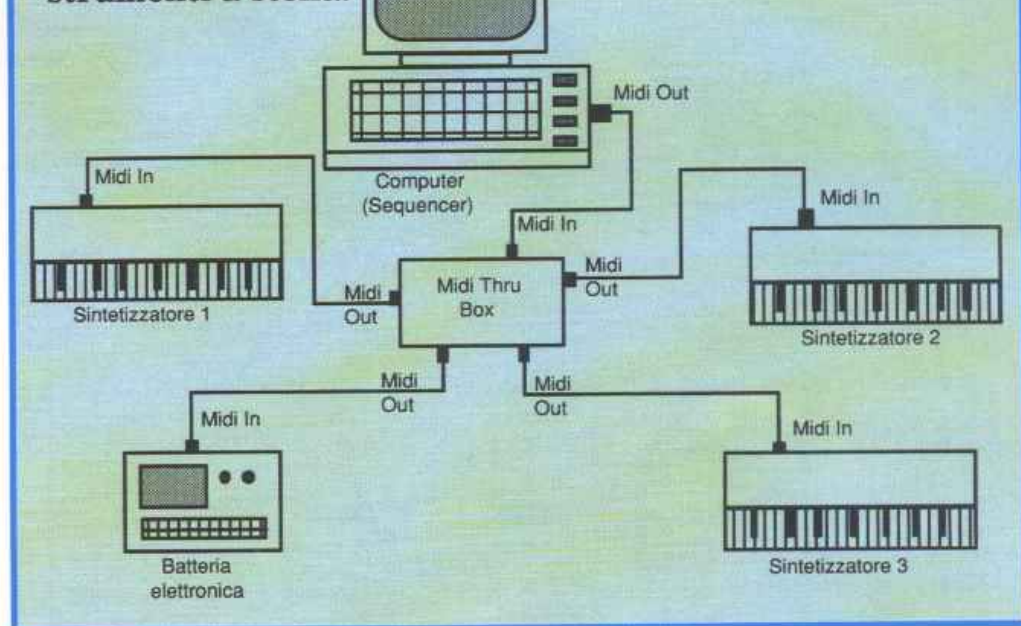 Midi Out
Midi In
Computer
(Sequencer)
Midi In
Midi In
Midi
Out
Midi Thru
Box
Midi
Out
Sintetizzatore 1
Sintetizzatore 2
Midi
Out
Midi
Out
Midi In
Midi In
Batteria
elettronica
Sintetizzatore 3